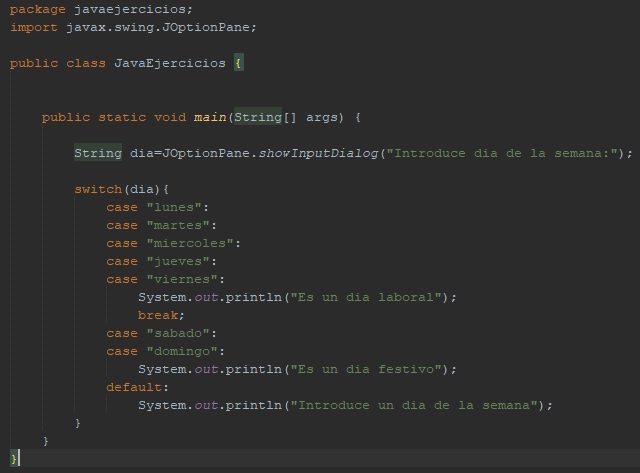 package javaejercicios;
import javax.swing.JOptionPane;
public class JavaEjercicios {
public static void main(String[] args) {
String dia=JOptionPane.showInputDialog("Introduce dia de la semana:");
switch(dia){
case "lunes":
case "martes":
case "miercoles":
case "jueves":
case "viernes":
System.out.println("Es un dia laboral");
break;
case "sabado":
case "domingo":
System.out.println("Es un dia festivo");
default:
System.out.println("Introduce un dia de la semana");
}
}
}